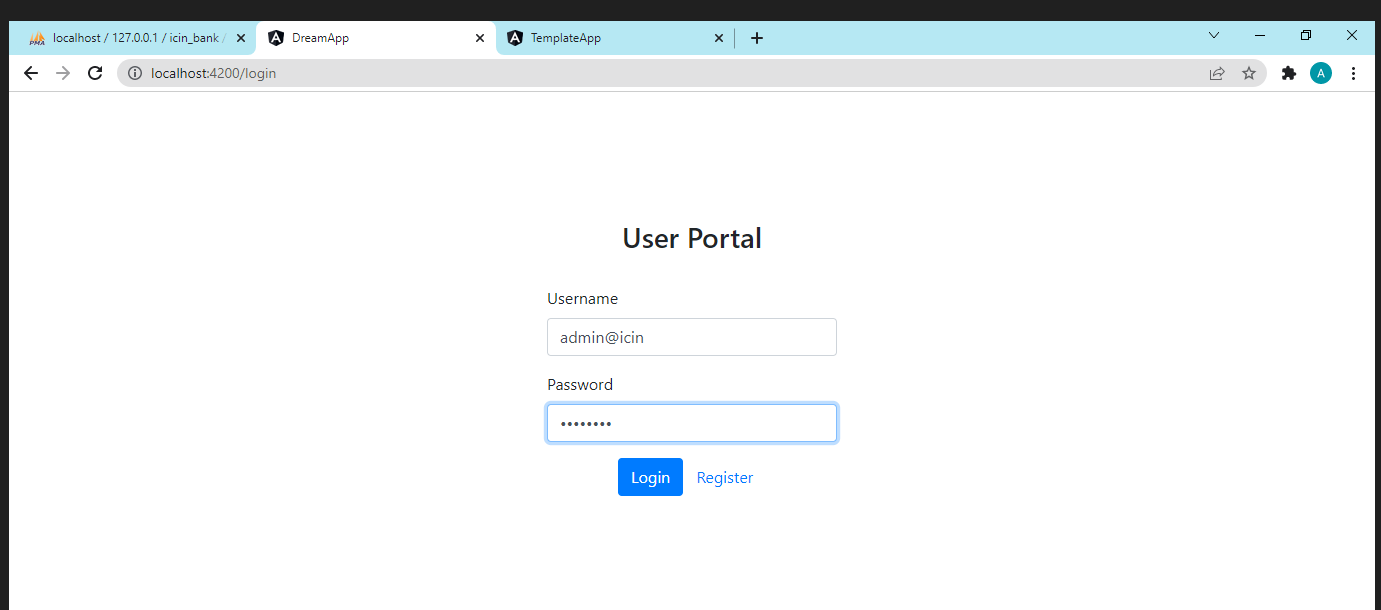 PMA localhost / 127.0.0.1 / icin_bank / DreamApp TemplateApp
localhost:4200/login A
User Portal
Username
admin@icin
Password
••••••••
Login Register